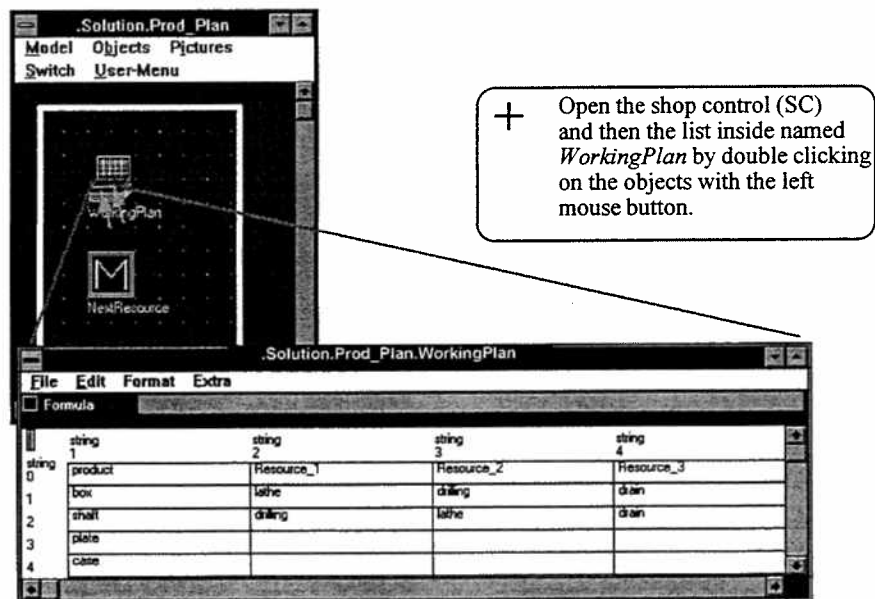 .Solution.Prod_Plan
Model Objects Pictures
Switch User-Menu
WorkingPlan
NextRecource
+ Open the shop control (SC)
and then the list inside named
WorkingPlan by double clicking
on the objects with the left
mouse button.
.Solution.Prod_Plan.WorkingPlan
File Edit Format Extra
Formula
string string string string
1 2 3 4
string
0 product Resource_1 Resource_2 Resource_3
1 box lathe drilling drain
2 shaft drilling lathe drain
3 plate
4 case